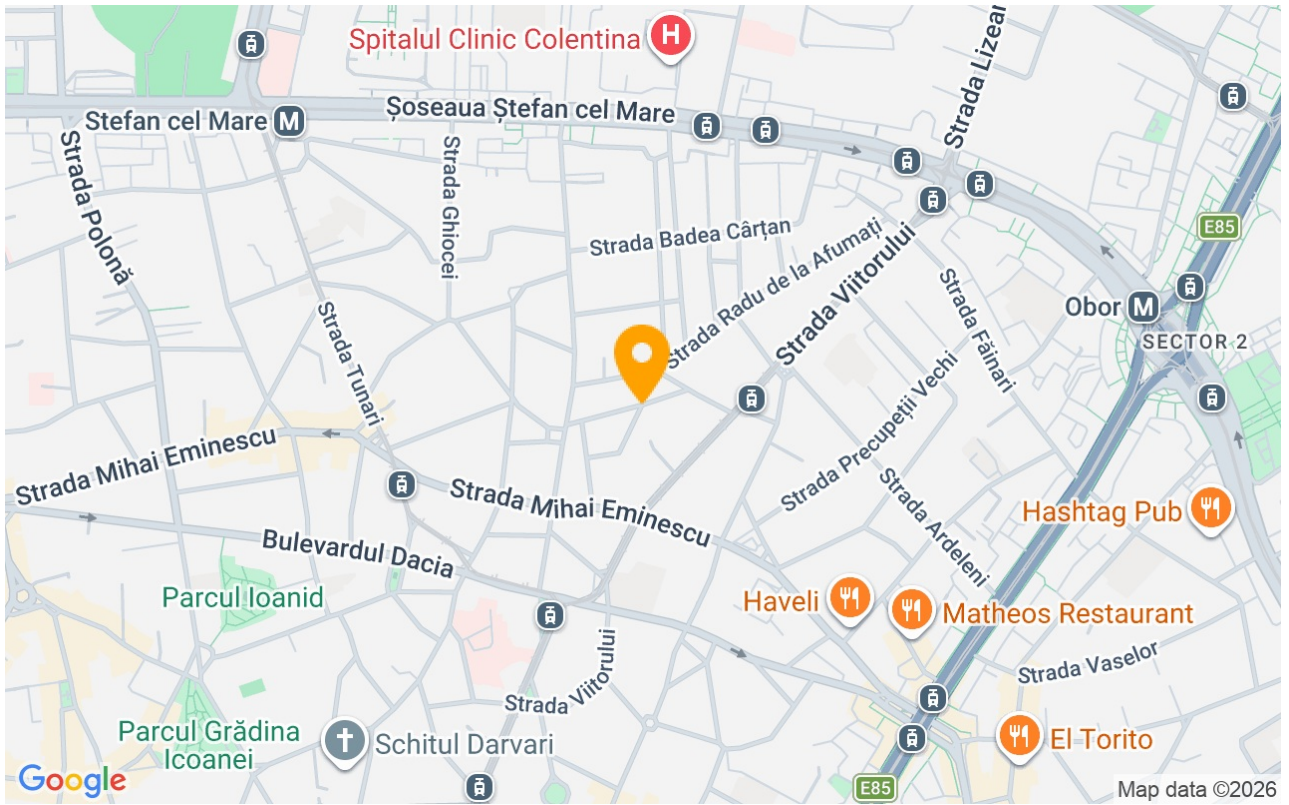 Spitalul Clinic Colentina
H
Strada Lizean
Ștefan cel Mare
M
Șoseaua Ștefan cel Mare
Strada Polonă
Strada Ghiocei
Strada Badea Cârțan
Strada Radu de la Afumați
Strada Viitorului
E85
Strada Făinari
Obor
M
SECTOR 2
Strada Tunari
Strada Precupeții Vechi
Strada Mihai Eminescu
Strada Mihai Eminescu
Strada Ardeleni
Hashtag Pub
Bulevardul Dacia
Parcul Ioanid
Haveli
Matheos Restaurant
Strada Viitorului
Strada Vaselor
Parcul Grădina
Icoanei
Schitul Darvari
El Torito
Google
E85
Map data ©2026